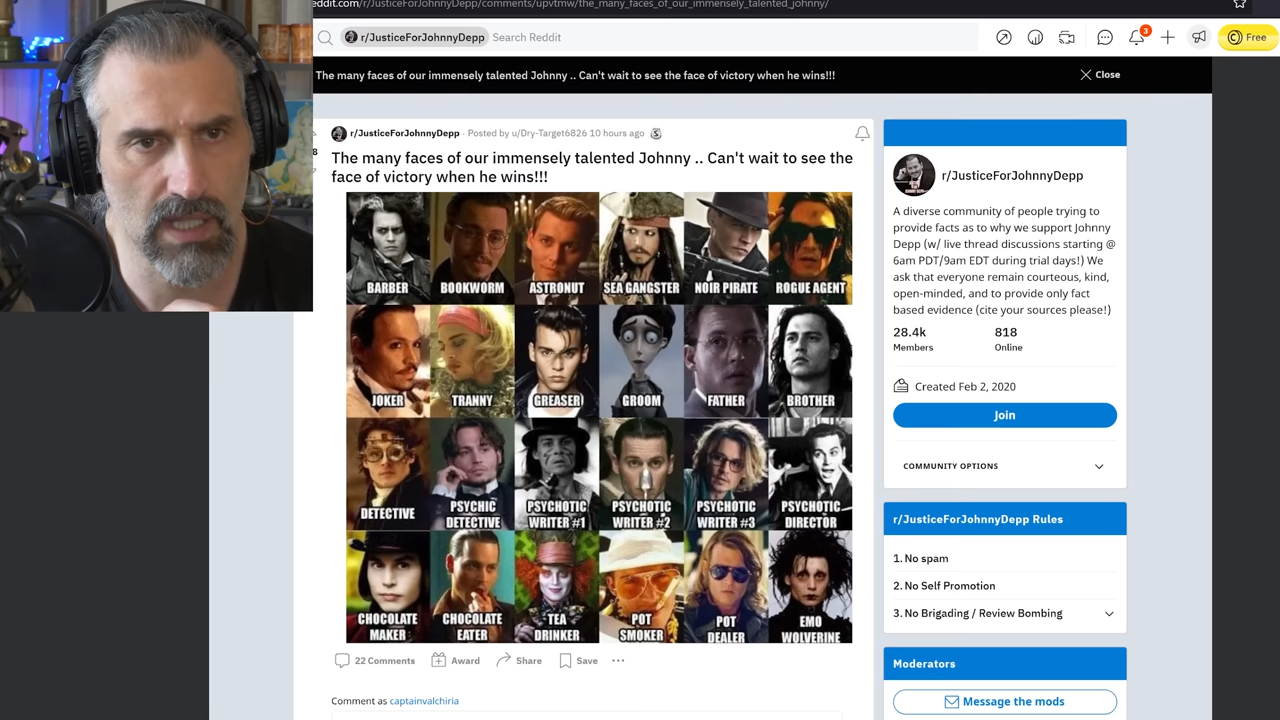 eddit.com/r/JusticeForJohnnyDepp/comments/upvtmw/the_many_faces_of_our_immensely_talented_johnny/
r/JusticeForJohnnyDepp Search Reddit
3
Free
The many faces of our immensely talented Johnny .. Can't wait to see the face of victory when he wins!!!
Close
8
r/JusticeForJohnnyDepp · Posted by u/Dry-Target6826 10 hours ago
The many faces of our immensely talented Johnny .. Can't wait to see the
face of victory when he wins!!!
BARBER BOOKWORM ASTRONUT SEA GANGSTER NOIR PIRATE ROGUE AGENT
JOKER TRANNY GREASER GROOM FATHER BROTHER
DETECTIVE PSYCHIC DETECTIVE PSYCHOTIC WRITER #1 PSYCHOTIC WRITER #2 PSYCHOTIC WRITER #3 PSYCHOTIC DIRECTOR
CHOCOLATE MAKER CHOCOLATE EATER TEA DRINKER POT SMOKER POT DEALER EMO WOLVERINE
22 Comments Award Share Save
Comment as captainvalchiria
r/JusticeForJohnnyDepp
A diverse community of people trying to
provide facts as to why we support Johnny
Depp (w/ live thread discussions starting @
6am PDT/9am EDT during trial days!) We
ask that everyone remain courteous, kind,
open-minded, and to provide only fact
based evidence (cite your sources please!)
28.4k 818
Members Online
Created Feb 2, 2020
Join
COMMUNITY OPTIONS
r/JusticeForJohnnyDepp Rules
1. No spam
2. No Self Promotion
3. No Brigading / Review Bombing
Moderators
Message the mods